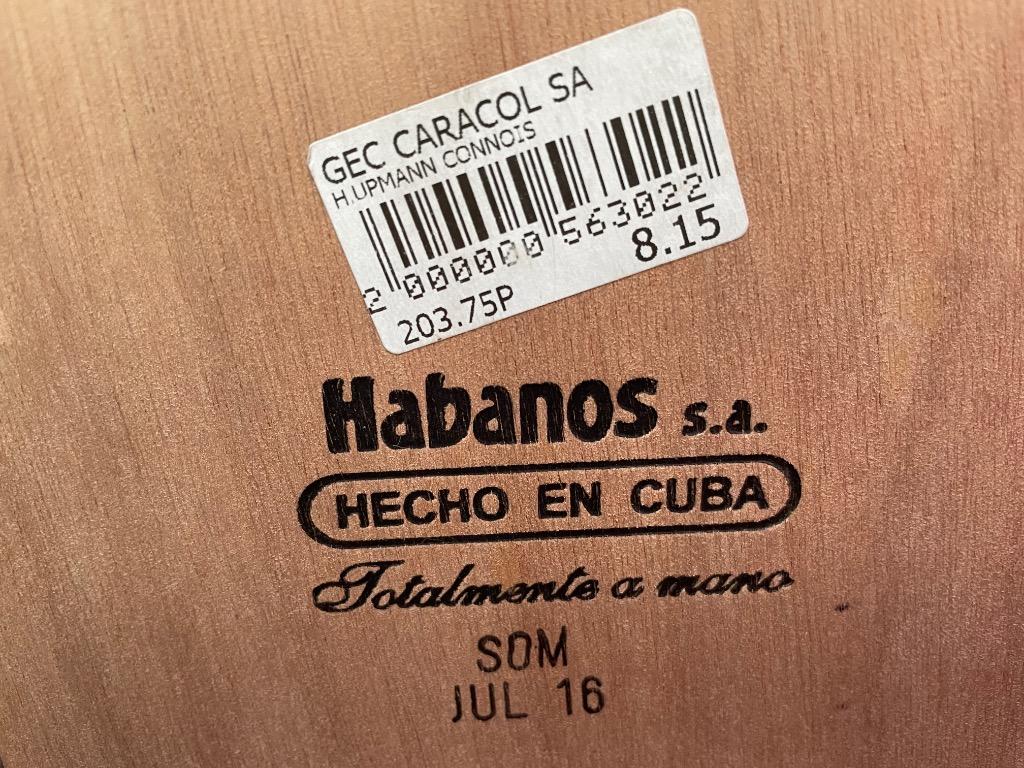 GEC CARACOL SA
H.UPMANN CONNOIS
2 000000 563022
203.75P 8.15
Habanos s.a.
HECHO EN CUBA
Totalmente a mano
SOM
JUL 16